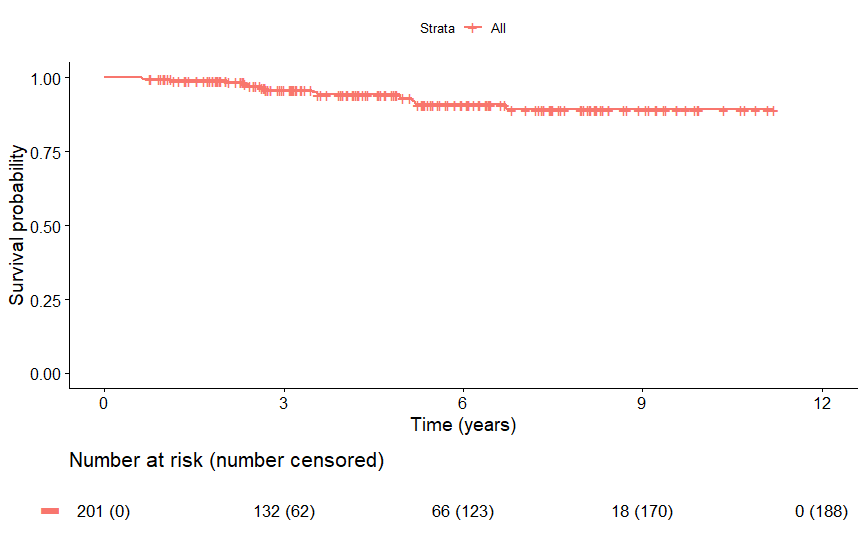 Strata All
1.00
0.75
0.50
0.25
0.00
Survival probability
0 3 6 9 12
Time (years)
Number at risk (number censored)
201 (0) 132 (62) 66 (123) 18 (170) 0 (188)